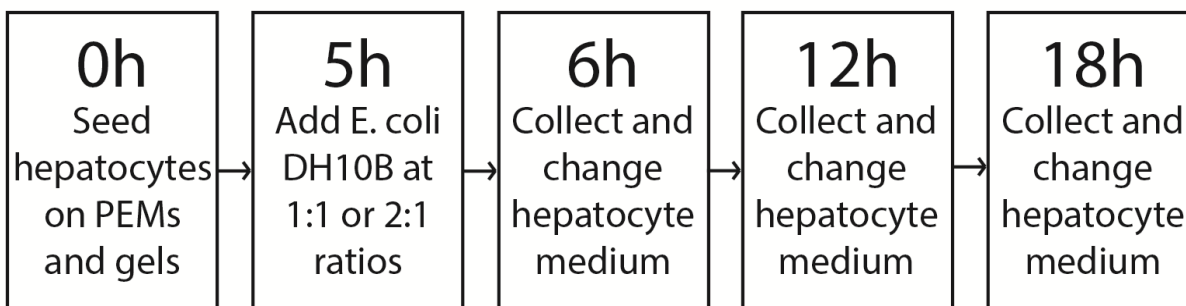 0h
Seed
hepatocytes
on PEMs
and gels
5h
Add E. coli
DH10B at
1:1 or 2:1
ratios
6h
Collect and
change
hepatocyte
medium
12h
Collect and
change
hepatocyte
medium
18h
Collect and
change
hepatocyte
medium